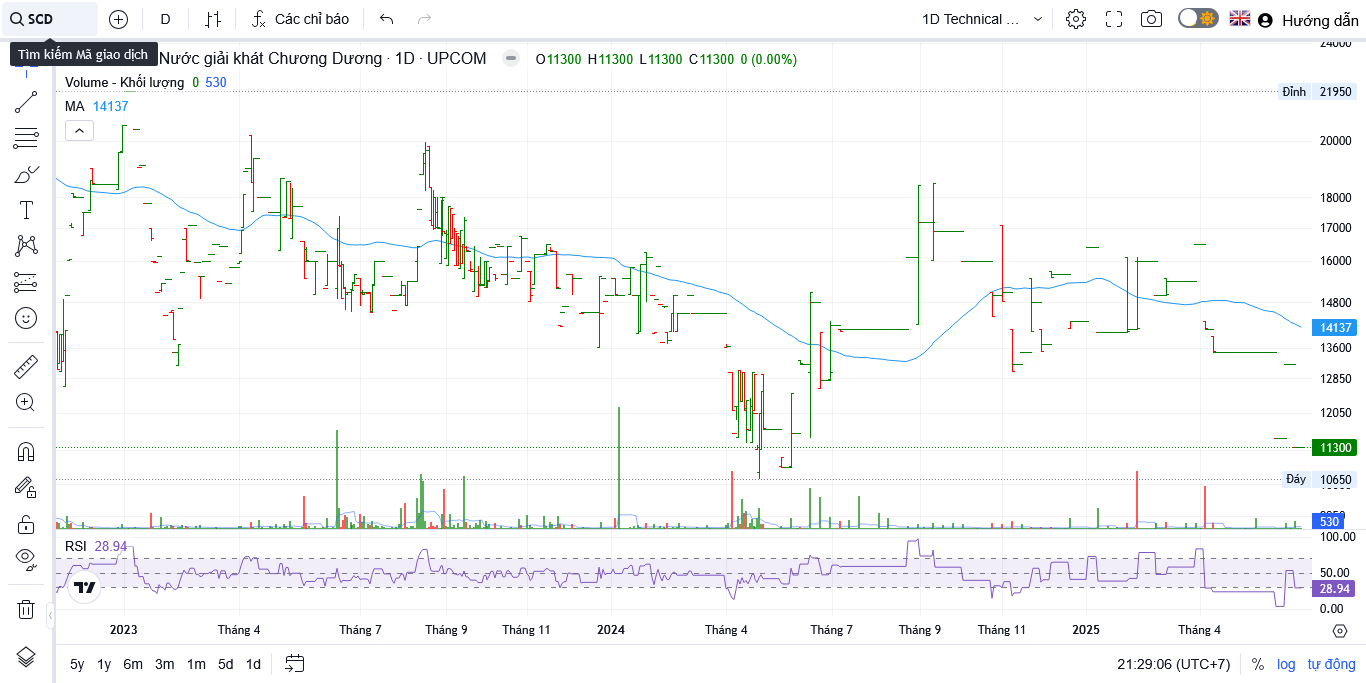 SCD D Các chỉ báo 1D Technical ... Hướng dẫn
Tìm kiếm Mã giao dịch
Nước giải khát Chương Dương · 1D · UPCOM O11300 H11300 L11300 C11300 0 (0.00%)
Volume - Khối lượng 0 530
MA 14137
24000
Đỉnh 21950
20000
18000
17000
16000
14800
14137
13600
12850
12050
11300
Đáy 10650
530
RSI 28.94
100.00
50.00
28.94
0.00
2023 Tháng 4 Tháng 7 Tháng 9 Tháng 11 2024 Tháng 4 Tháng 7 Tháng 9 Tháng 11 2025 Tháng 4
5y 1y 6m 3m 1m 5d 1d 21:29:06 (UTC+7) % log tự động